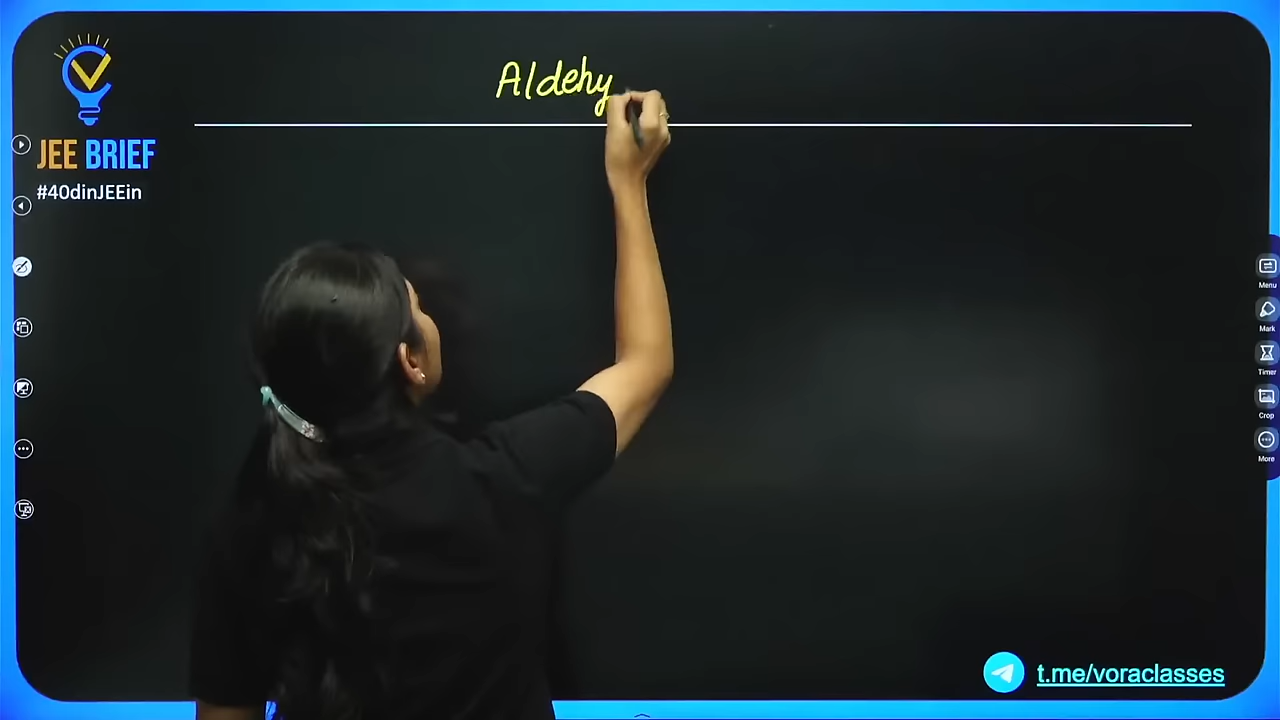 Aldehy
JEE BRIEF
#40dinJEEin
Menu
Mark
Timer
Crop
More
t.me/voraclasses